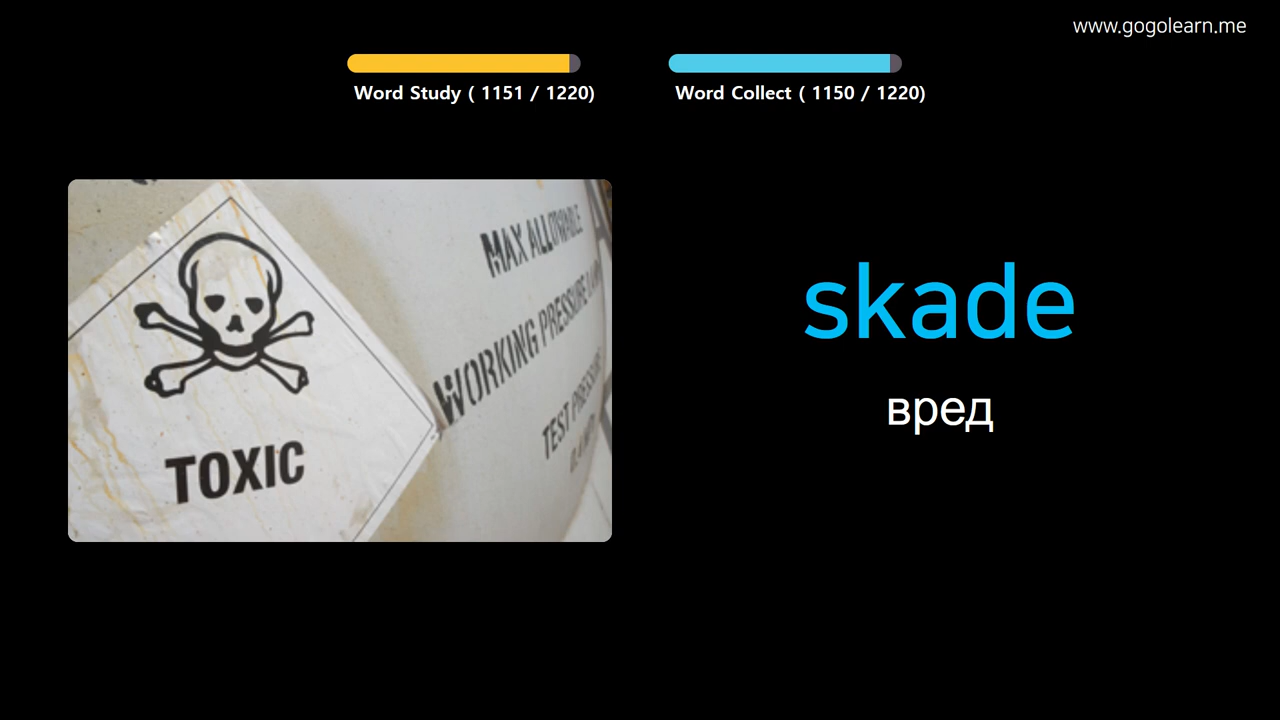 www.gogolearn.me
Word Study ( 1151 / 1220)
Word Collect ( 1150 / 1220)
MAX ALLOWABLE
WORKING PRESSURE
TEST PRESSURE
TOXIC
skade
вред